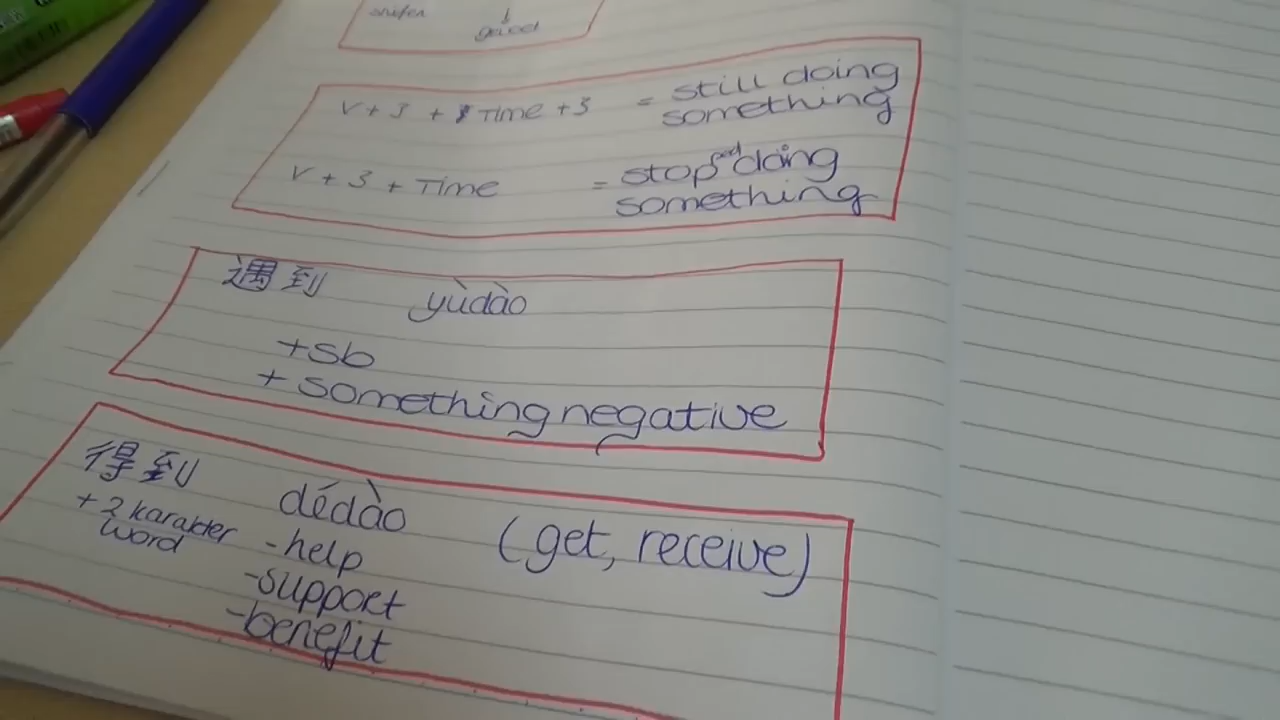 V + 了 + Time + 了 = still doing
something
V + 了 + Time = stopped doing
something
遇到 yùdào
+ sb
+ something negative
得到 dédào (get, receive)
+ 2 karakter
word
- help
- support
- benefit